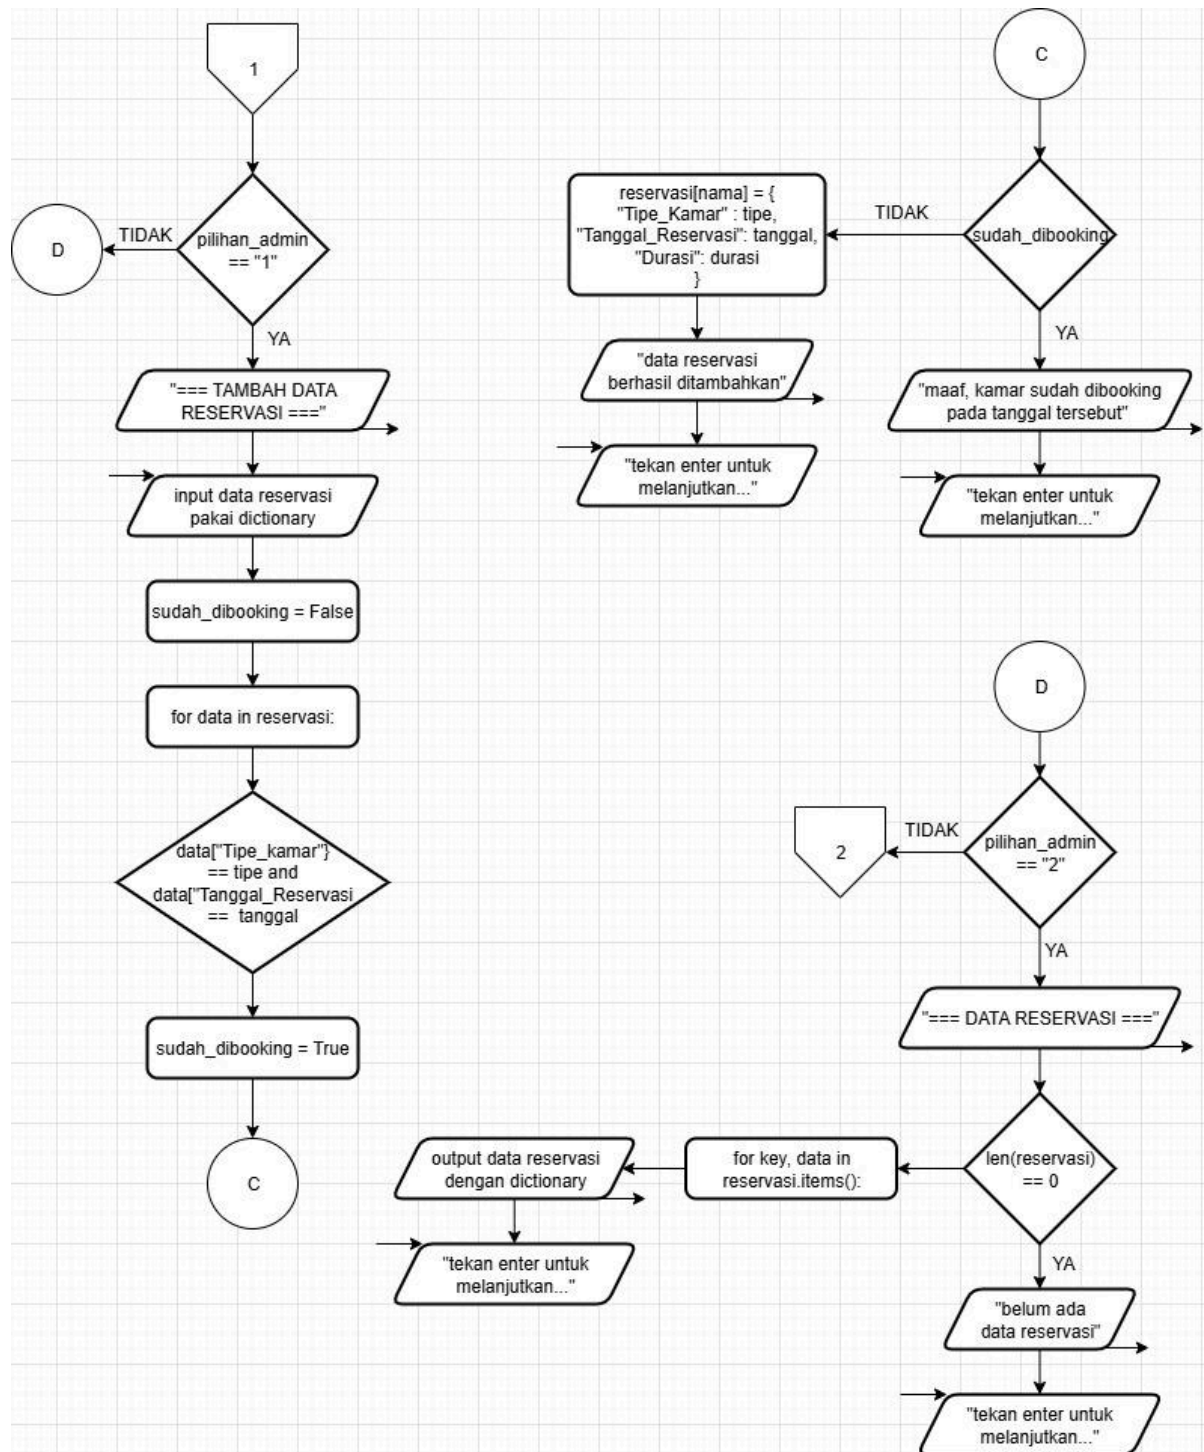 1
pilihan_admin
== "1"
TIDAK
D
YA
"=== TAMBAH DATA
RESERVASI ==="
input data reservasi
pakai dictionary
sudah_dibooking = False
for data in reservasi:
data["Tipe_kamar"}
== tipe and
data["Tanggal_Reservasi
== tanggal
sudah_dibooking = True
C
C
sudah_dibooking
TIDAK
reservasi[nama] = {
"Tipe_Kamar" : tipe,
"Tanggal_Reservasi": tanggal,
"Durasi": durasi
}
"data reservasi
berhasil ditambahkan"
"tekan enter untuk
melanjutkan..."
YA
"maaf, kamar sudah dibooking
pada tanggal tersebut"
"tekan enter untuk
melanjutkan..."
D
pilihan_admin
== "2"
TIDAK
2
YA
"=== DATA RESERVASI ==="
len(reservasi)
== 0
for key, data in
reservasi.items():
output data reservasi
dengan dictionary
"tekan enter untuk
melanjutkan..."
YA
"belum ada
data reservasi"
"tekan enter untuk
melanjutkan..."